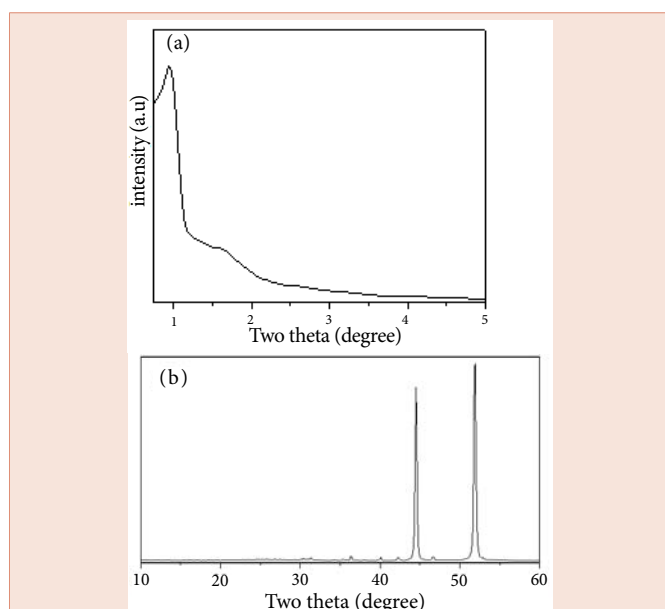 (a)
intensity (a.u)
1 2 3 4 5
Two theta (degree)
(b)
10 20 30 40 50 60
Two theta (degree)